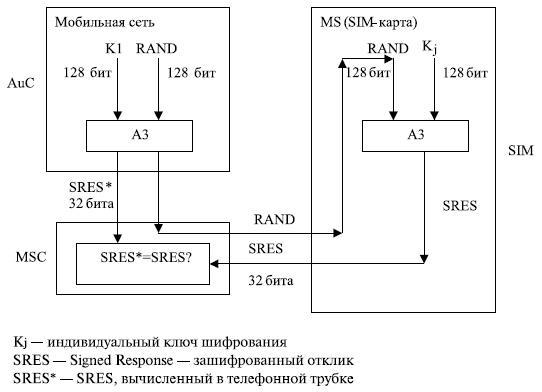 Мобильная сеть
K1 RAND
128 бит 128 бит
AuC
A3
SRES*
32 бита
MSC
SRES*=SRES?
MS (SIM-карта)
RAND Kj
128 бит 128 бит
A3
SIM
SRES
RAND
SRES
32 бита
Kj — индивидуальный ключ шифрования
SRES — Signed Response — зашифрованный отклик
SRES* — SRES, вычисленный в телефонной трубке